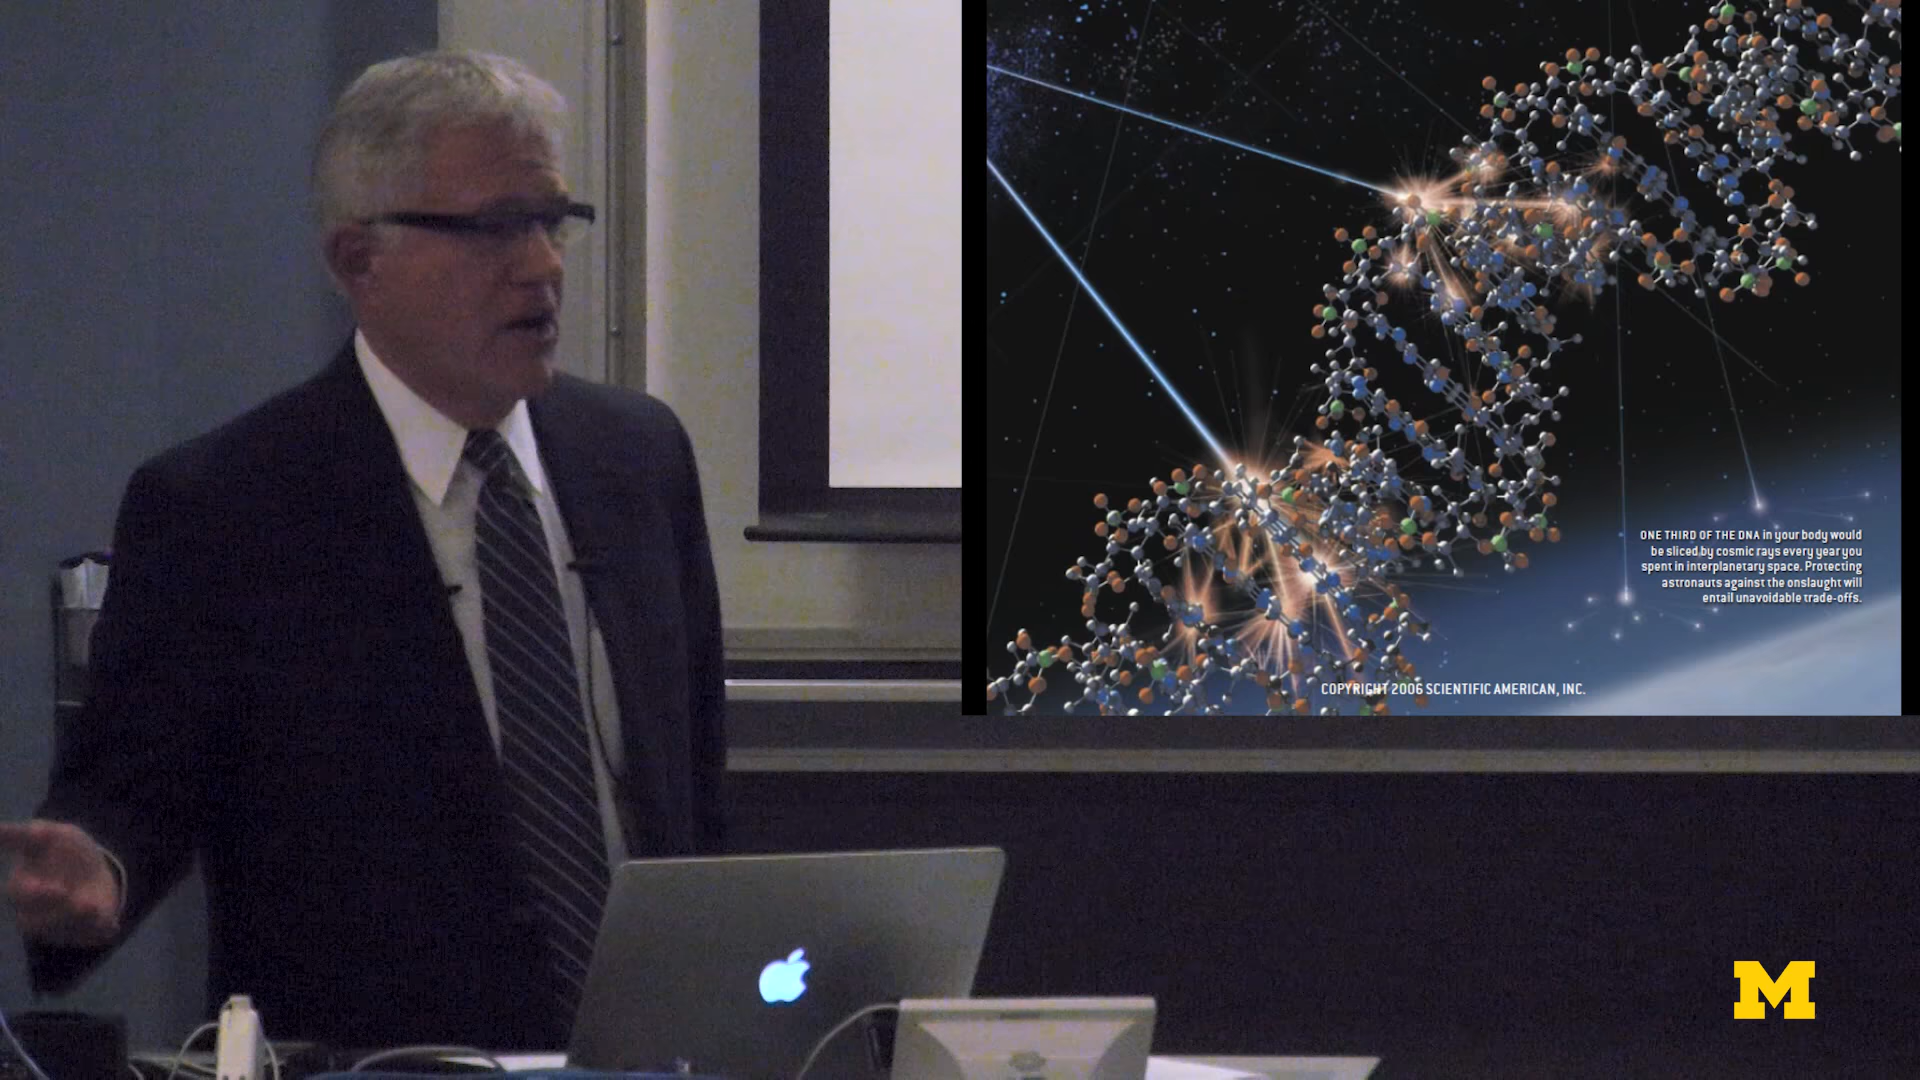 ONE THIRD OF THE DNA in your body would
be sliced by cosmic rays every year you
spent in interplanetary space. Protecting
astronauts against the onslaught will
entail unavoidable trade-offs.
COPYRIGHT 2006 SCIENTIFIC AMERICAN, INC.
M